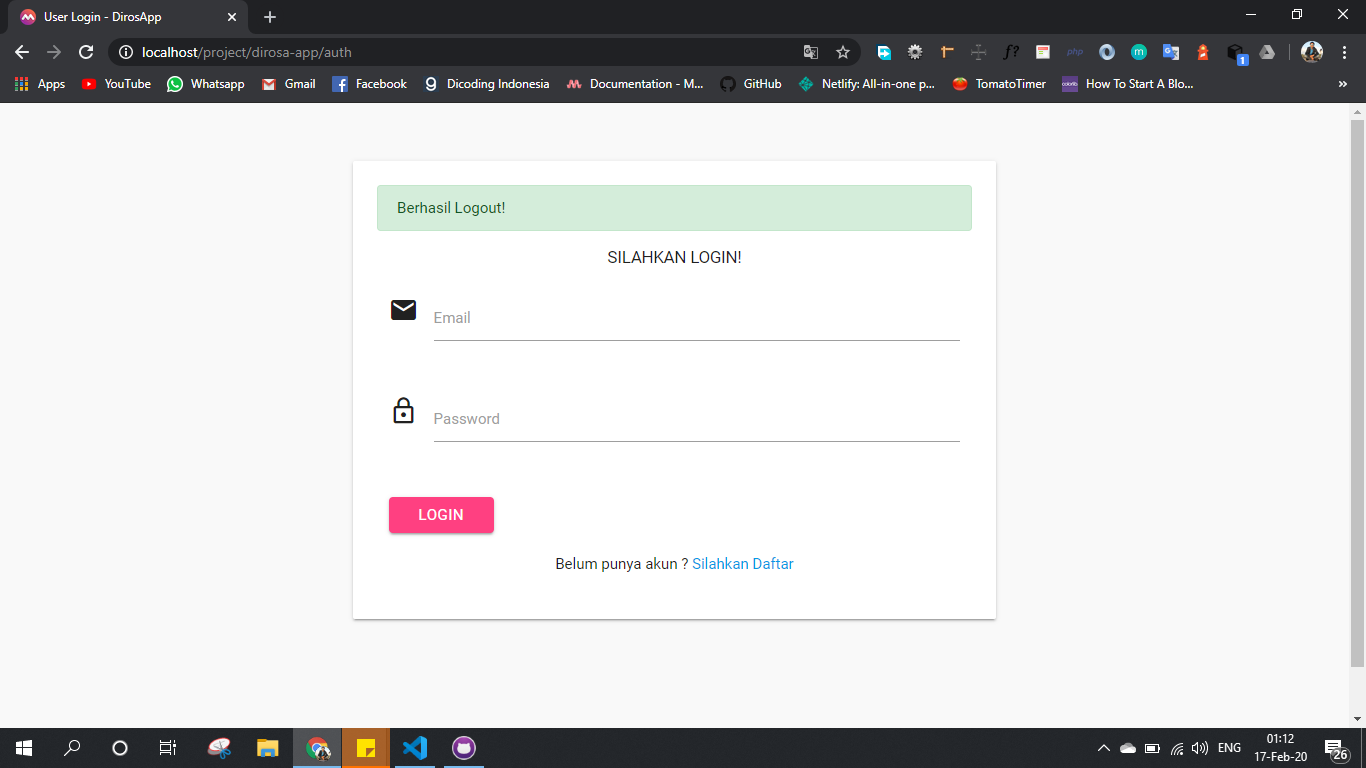 User Login - DirosApp
localhost/project/dirosa-app/auth
f?
php
m
1
Apps
YouTube
Whatsapp
Gmail
Facebook
Dicoding Indonesia
Documentation - M...
GitHub
Netlify: All-in-one p...
TomatoTimer
How To Start A Blo...
»
Berhasil Logout!
SILAHKAN LOGIN!
Email
Password
LOGIN
Belum punya akun ? Silahkan Daftar
ENG
01:12
17-Feb-20
26